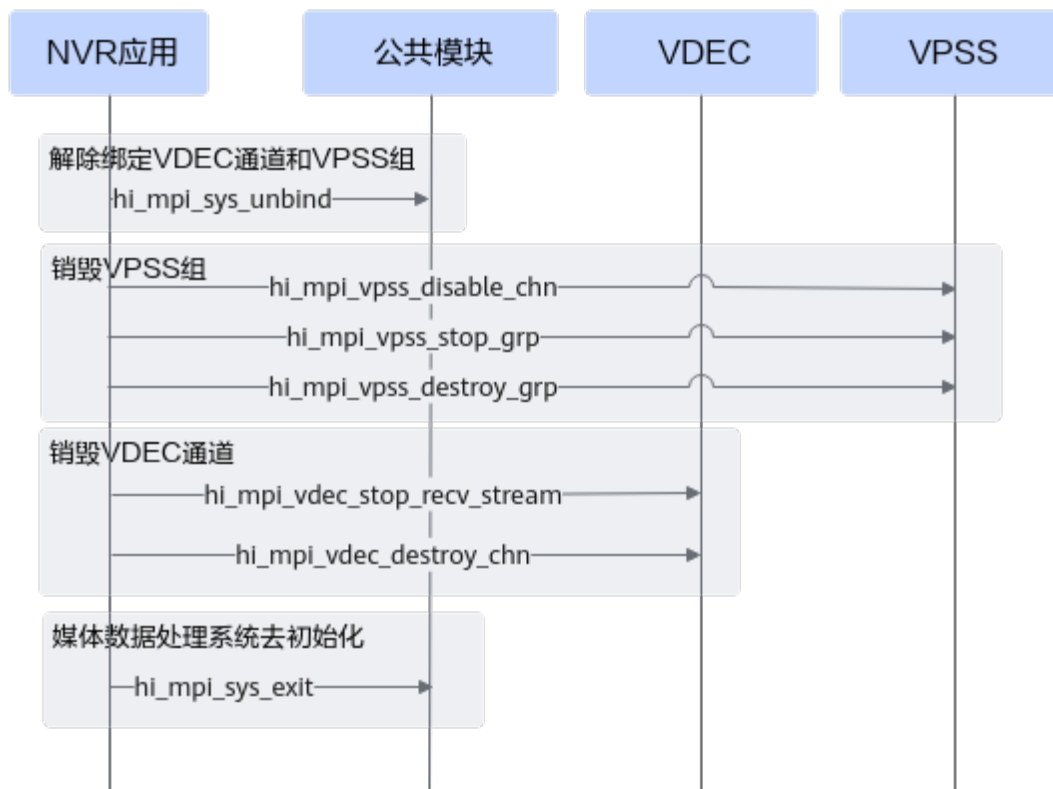 NVR应用
公共模块
VDEC
VPSS
解除绑定VDEC通道和VPSS组
hi_mpi_sys_unbind
销毁VPSS组
hi_mpi_vpss_disable_chn
hi_mpi_vpss_stop_grp
hi_mpi_vpss_destroy_grp
销毁VDEC通道
hi_mpi_vdec_stop_recv_stream
hi_mpi_vdec_destroy_chn
媒体数据处理系统去初始化
hi_mpi_sys_exit